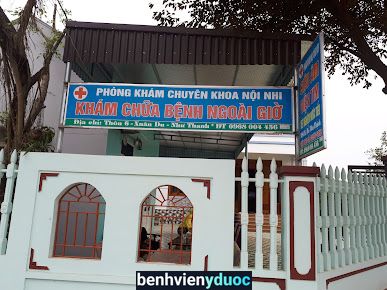 PHÒNG KHÁM CHUYÊN KHOA NỘI NHI
KHÁM CHỮA BỆNH NGOÀI GIỜ
Địa chỉ: Thôn 6 - Xuân Du - Như Thanh * ĐT 0968 004 456
benhvienyduoc